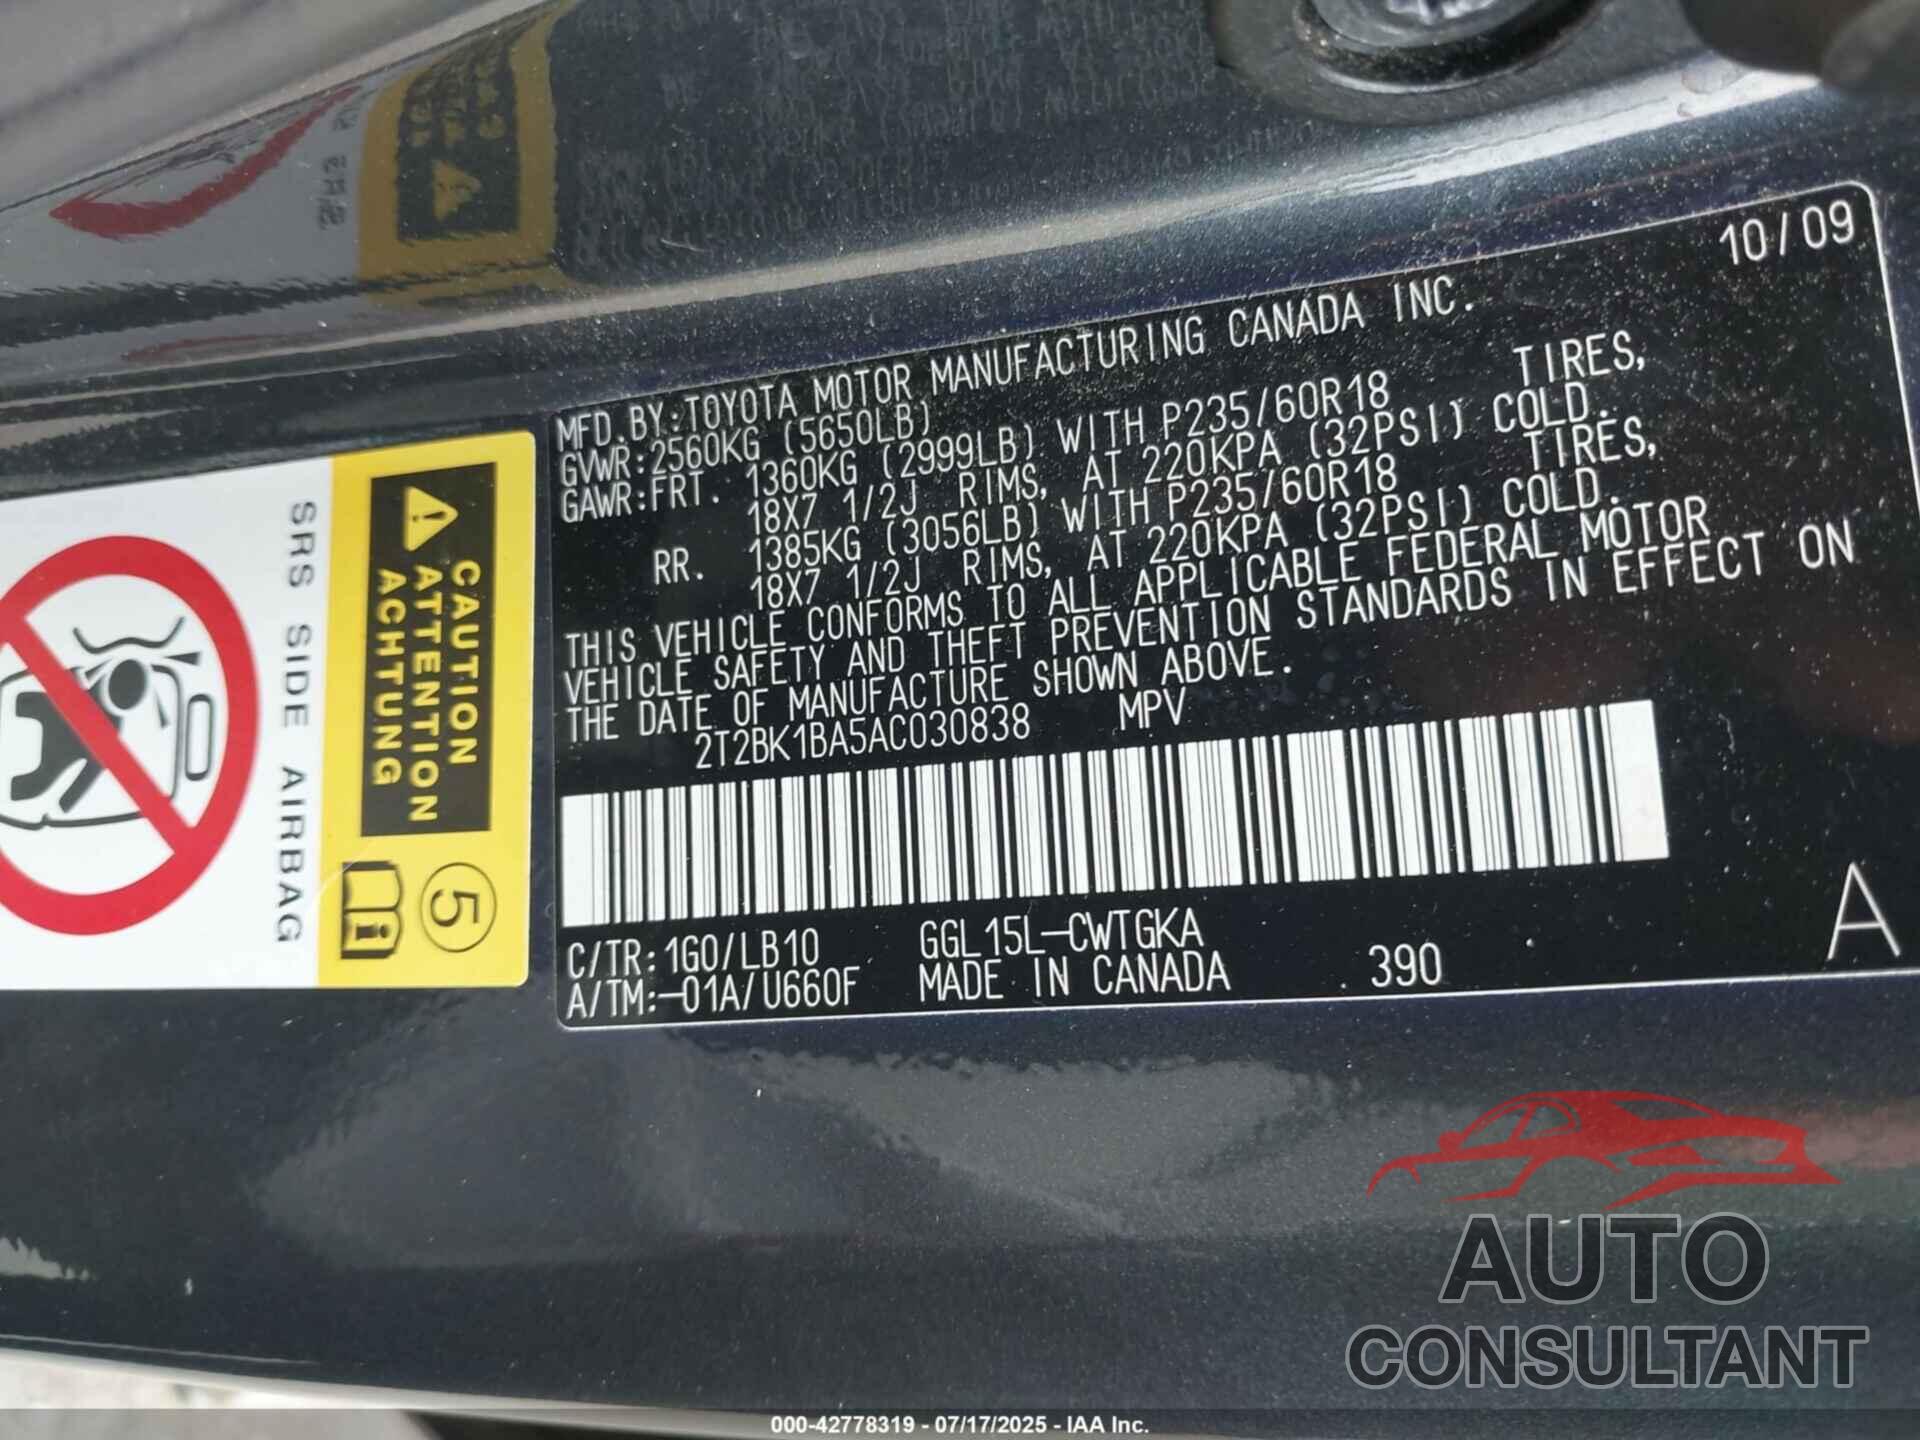 10/09
MFD.BY:TOYOTA MOTOR MANUFACTURING CANADA INC.
GVWR:2560KG (5650LB)
GAWR:FRT. 1360KG (2999LB) WITH P235/60R18 TIRES,
18X7 1/2J RIMS, AT 220KPA (32PSI) COLD.
RR. 1385KG (3056LB) WITH P235/60R18 TIRES,
18X7 1/2J RIMS, AT 220KPA (32PSI) COLD.
THIS VEHICLE CONFORMS TO ALL APPLICABLE FEDERAL MOTOR
VEHICLE SAFETY AND THEFT PREVENTION STANDARDS IN EFFECT ON
THE DATE OF MANUFACTURE SHOWN ABOVE.
2T2BK1BA5AC030838 MPV
C/TR:1G0/LB10 GGL15L-CWTGKA
A/TM:-01A/U660F MADE IN CANADA 390
A
CAUTION
ATTENTION
ACHTUNG
5
SRS SIDE AIRBAG
AUTO
CONSULTANT
000-42778319 - 07/17/2025 - IAA Inc.